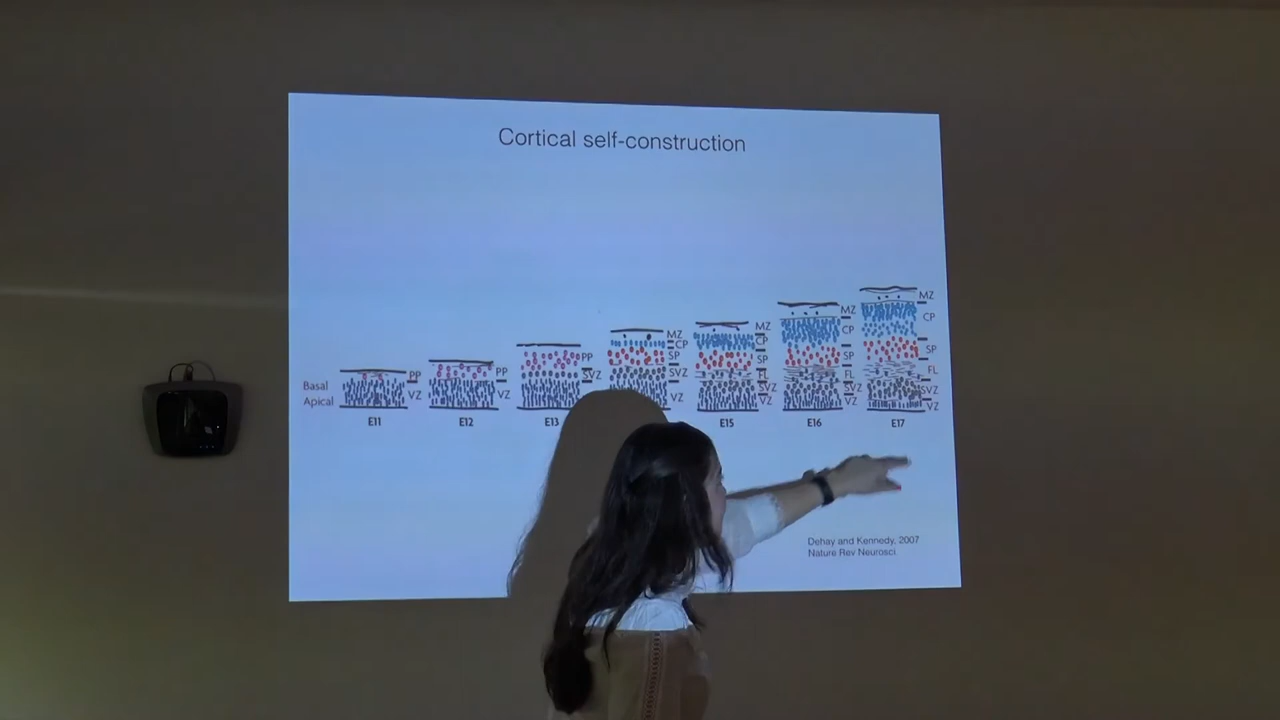 Cortical self-construction
Basal
Apical
PP
VZ
E11
PP
VZ
E12
PP
SVZ
E13
MZ
CP
SP
SVZ
VZ
MZ
CP
SP
FL
SVZ
VZ
E15
MZ
CP
SP
FL
SVZ
VZ
E16
MZ
CP
SP
FL
SVZ
VZ
E17
Dehay and Kennedy, 2007
Nature Rev Neurosci